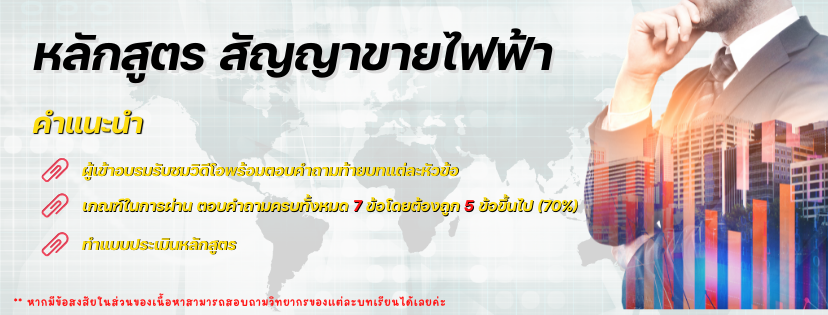 หลักสูตร สัญญาขายไฟฟ้า
คำแนะนำ
ผู้เข้าอบรมรับชมวิดีโอพร้อมตอบคำถามท้ายบทแต่ละหัวข้อ
เกณฑ์ในการผ่าน ตอบคำถามครบทั้งหมด 7 ข้อโดยต้องถูก 5 ข้อขึ้นไป (70%)
ทำแบบประเมินหลักสูตร
** หากมีข้อสงสัยในส่วนของเนื้อหาสามารถสอบถามวิทยากรของแต่ละบทเรียนได้เลยค่ะ